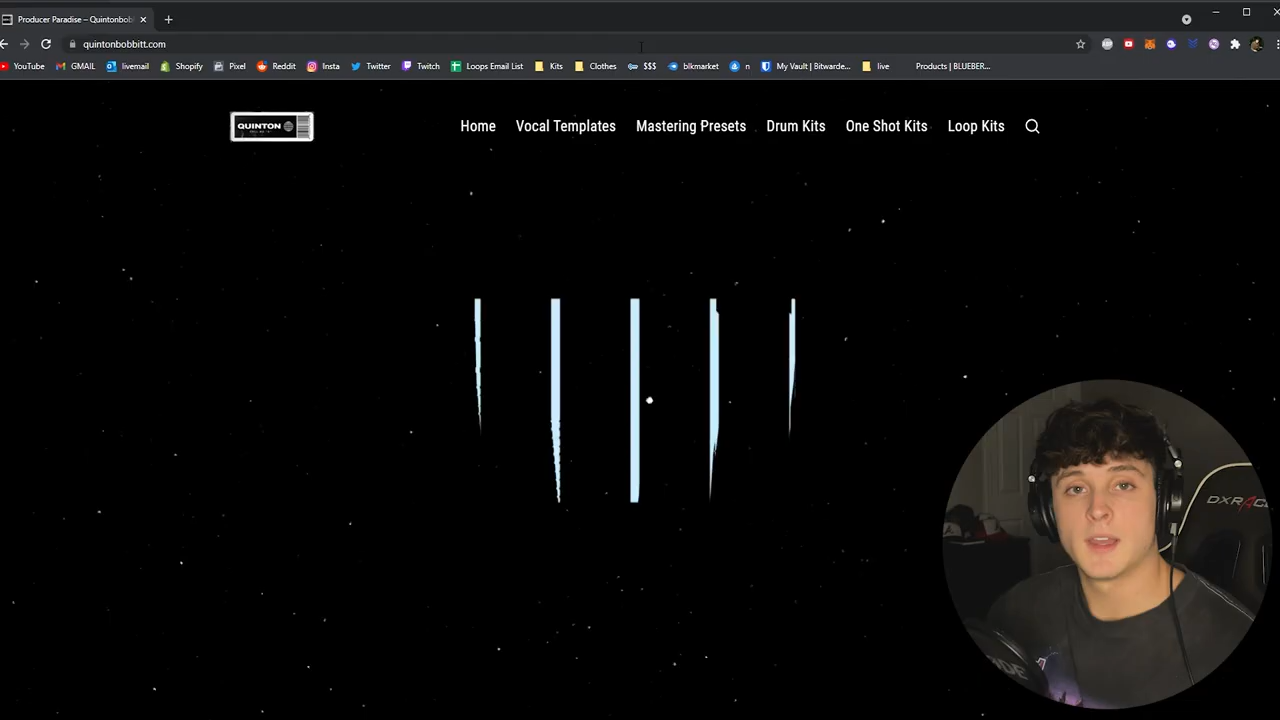 Producer Paradise – Quintonbobb
quintonbobbitt.com
YouTube GMAIL livemail Shopify Pixel Reddit Insta Twitter Twitch Loops Email List Kits Clothes $$$ blkmarket n My Vault | Bitwarde... live Products | BLUEBER...
QUINTON
Home Vocal Templates Mastering Presets Drum Kits One Shot Kits Loop Kits
DXRAC